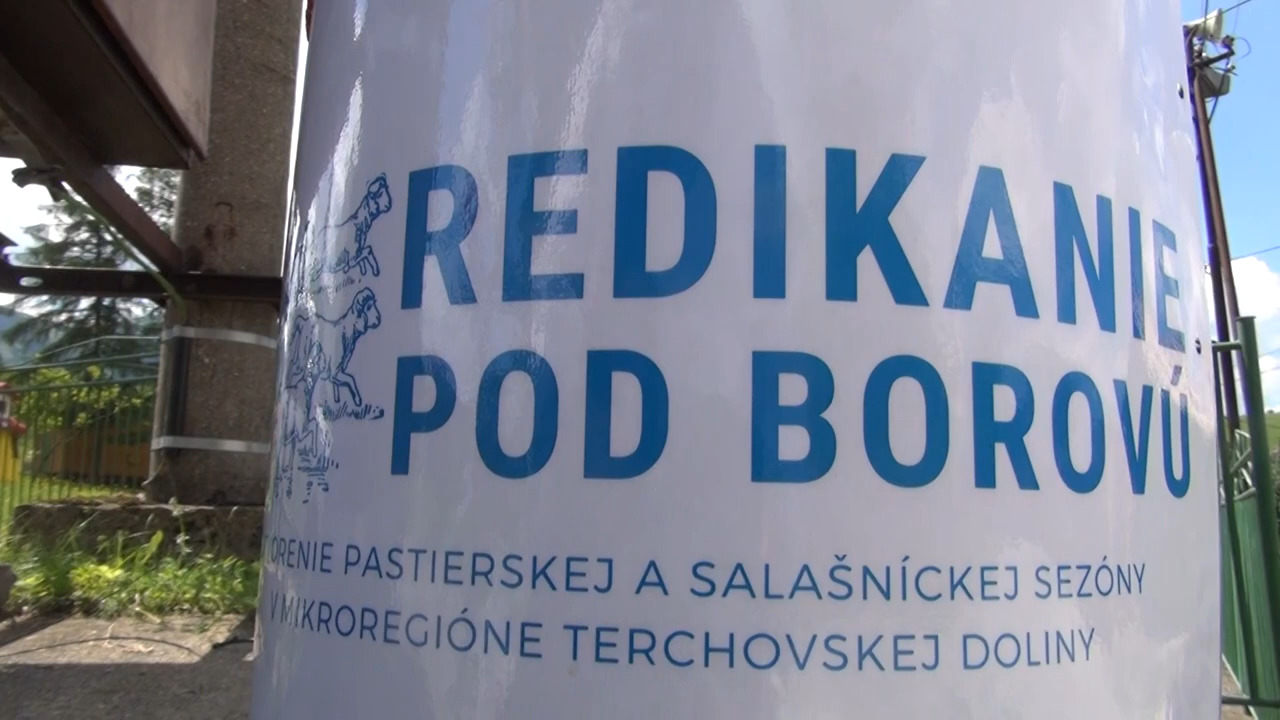 REDIKANIE
POD BOROVÚ
PASTIERSKEJ A SALAŠNÍCKEJ SEZÓNY
V MIKROREGIÓNE TERCHOVSKEJ DOLINY